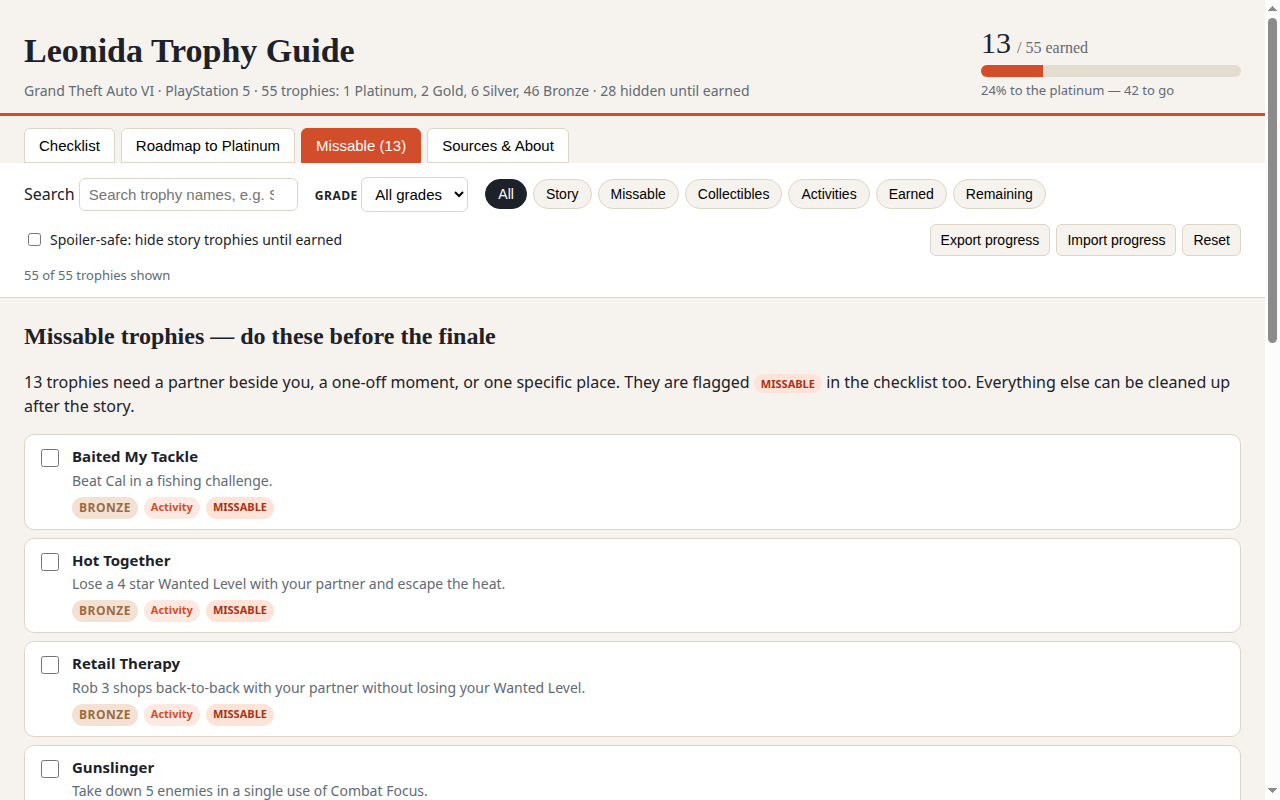 Leonida Trophy Guide
13 / 55 earned
Grand Theft Auto VI · PlayStation 5 · 55 trophies: 1 Platinum, 2 Gold, 6 Silver, 46 Bronze · 28 hidden until earned
24% to the platinum — 42 to go
Checklist Roadmap to Platinum Missable (13) Sources & About
Search Search trophy names, e.g. GRADE All grades All Story Missable Collectibles Activities Earned Remaining
Spoiler-safe: hide story trophies until earned Export progress Import progress Reset
55 of 55 trophies shown
Missable trophies — do these before the finale
13 trophies need a partner beside you, a one-off moment, or one specific place. They are flagged MISSABLE in the checklist too. Everything else can be cleaned up
after the story.
Baited My Tackle
Beat Cal in a fishing challenge.
BRONZE Activity MISSABLE
Hot Together
Lose a 4 star Wanted Level with your partner and escape the heat.
BRONZE Activity MISSABLE
Retail Therapy
Rob 3 shops back-to-back with your partner without losing your Wanted Level.
BRONZE Activity MISSABLE
Gunslinger
Take down 5 enemies in a single use of Combat Focus.